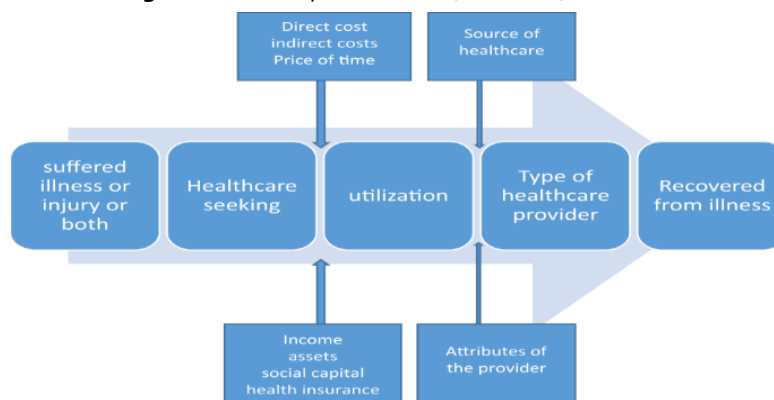 Direct cost
indirect costs
Price of time
Source of
healthcare
suffered
illness or
injury or
both
Healthcare
seeking
utilization
Type of
healthcare
provider
Recovered
from illness
Income
assets
social capital
health insurance
Attributes of
the provider